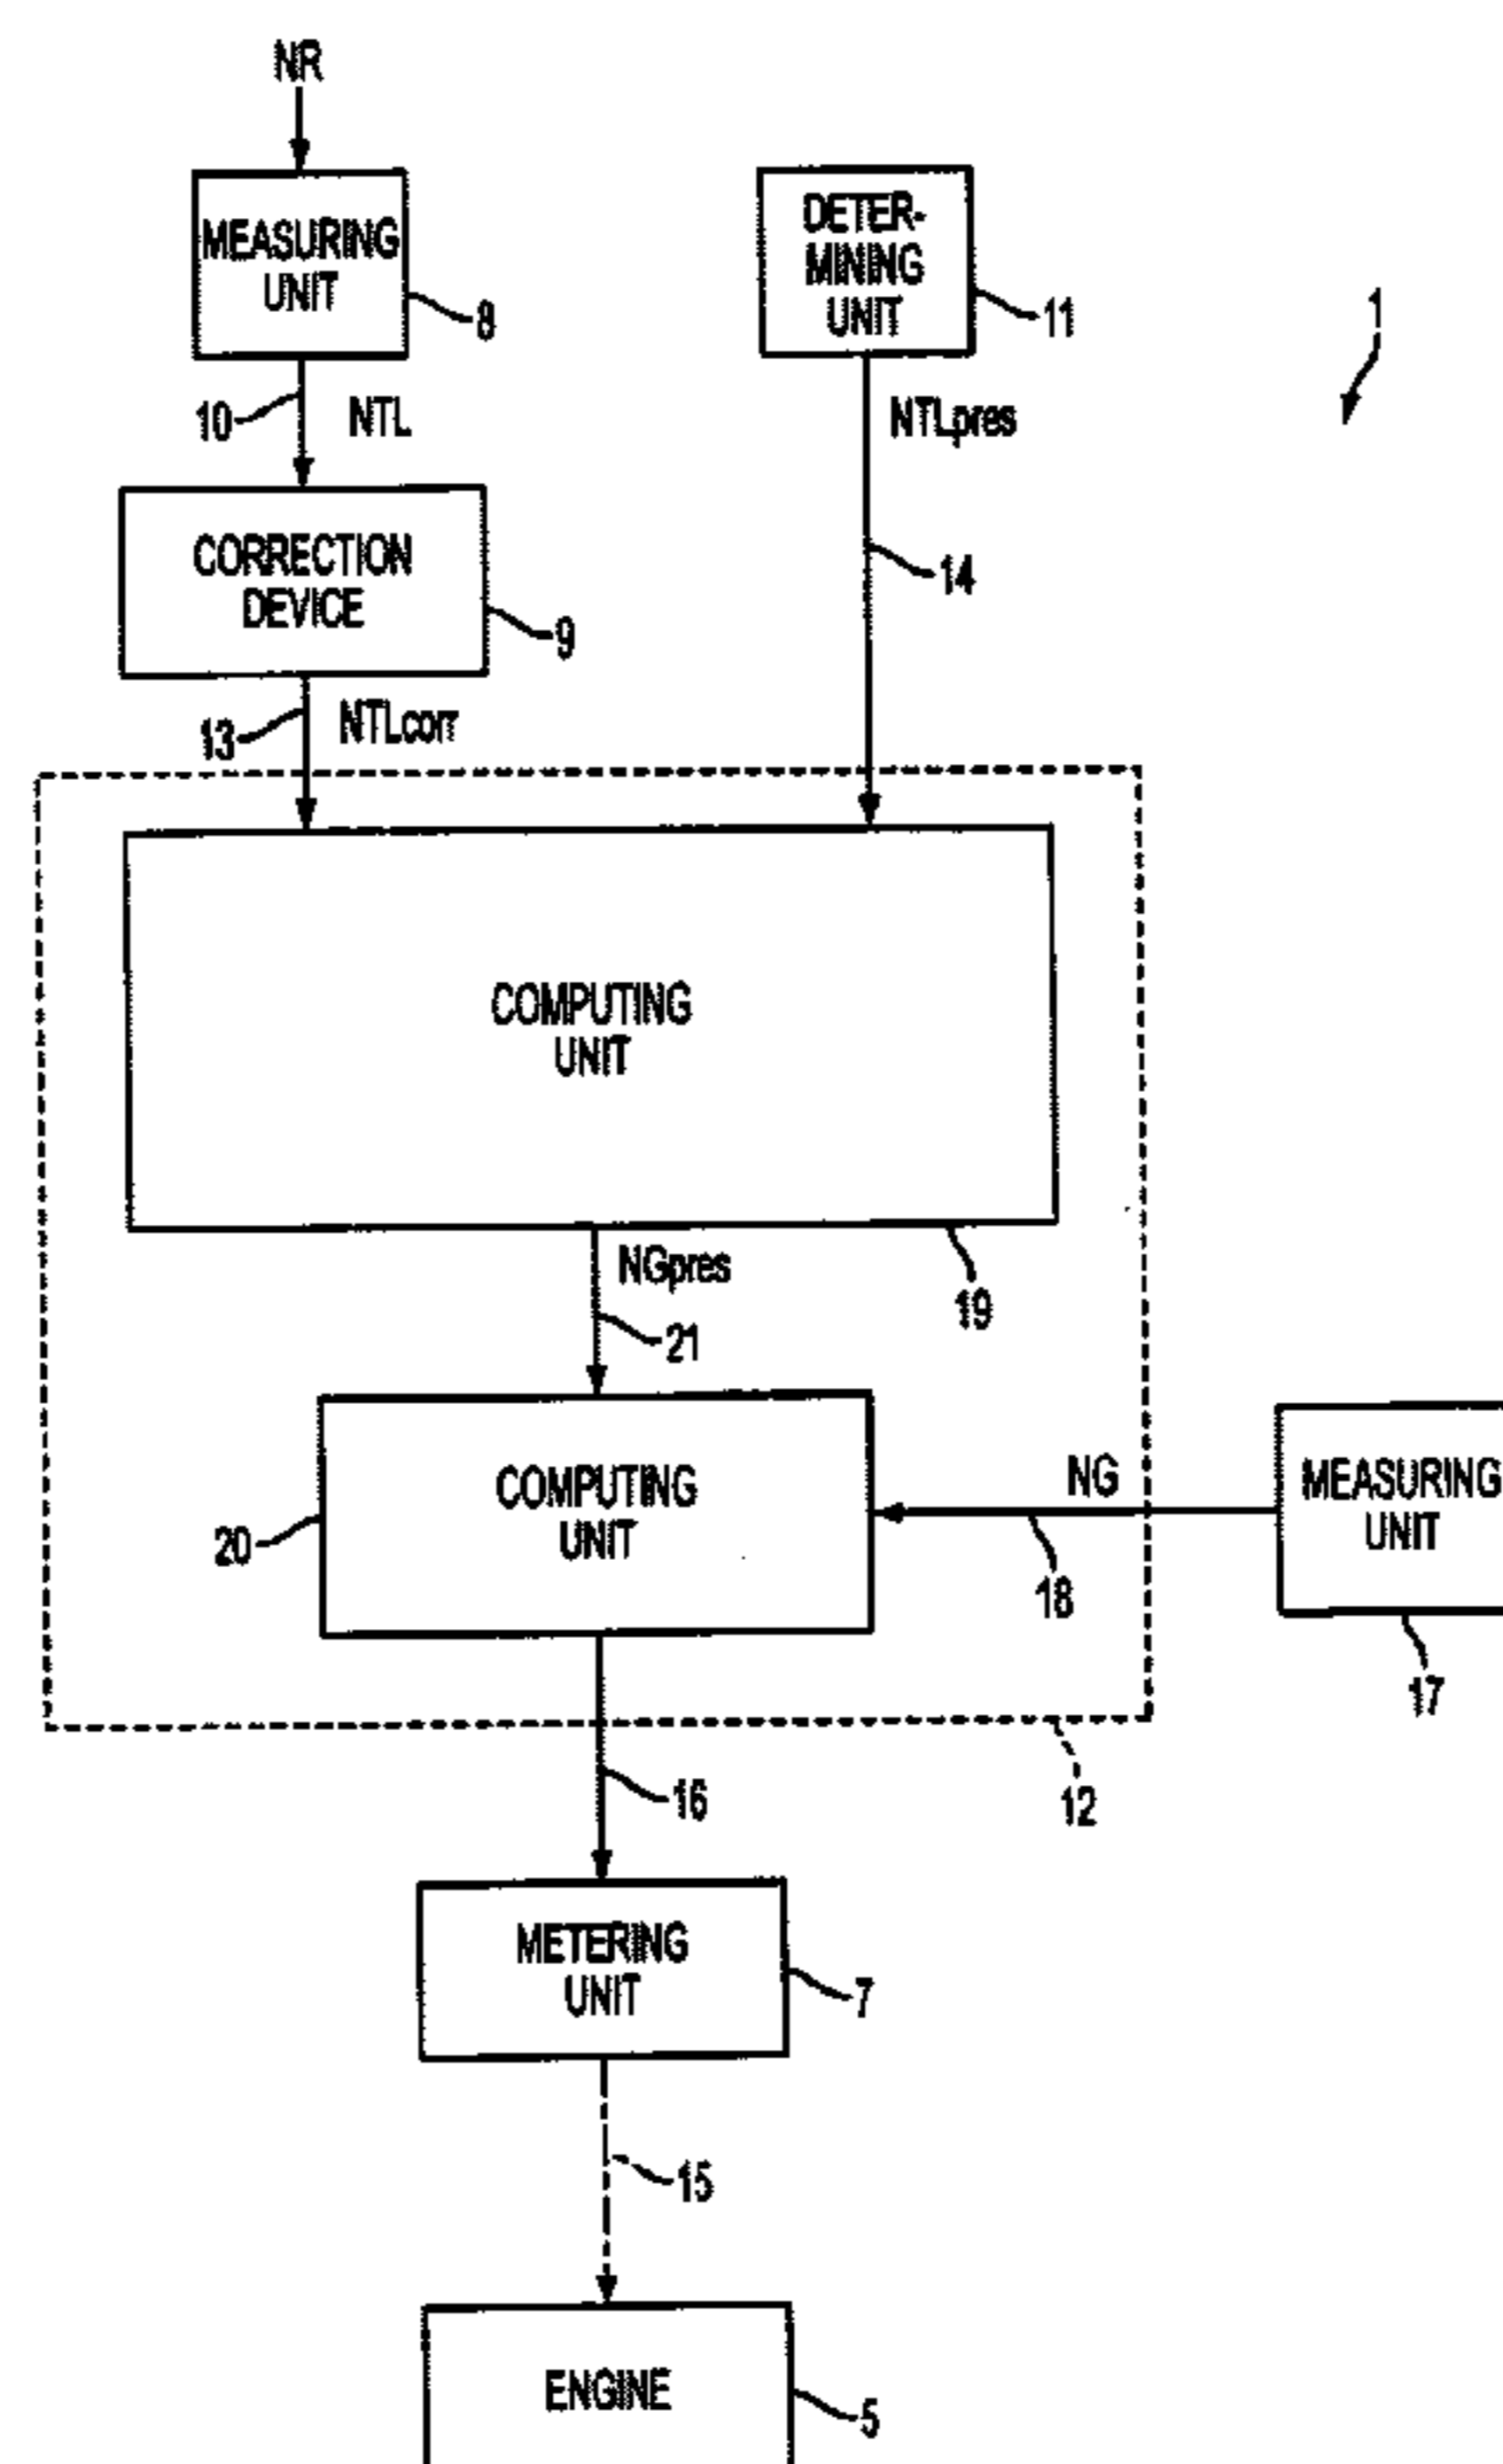 NR
MEASURING
UNIT
8
DETER-
MINING
UNIT
11
1
10
NTL
NTLpres
CORRECTION
DEVICE
9
14
13
NTLcorr
COMPUTING
UNIT
NGpres
19
21
COMPUTING
UNIT
20
NG
18
MEASURING
UNIT
17
16
12
METERING
UNIT
7
15
ENGINE
5